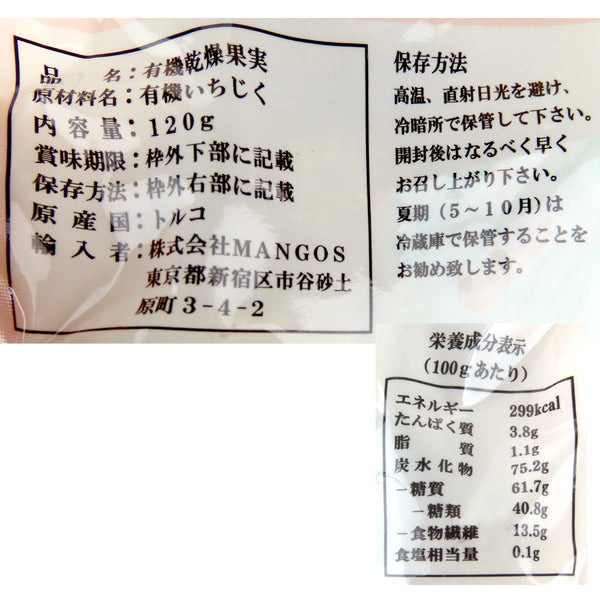 品名：有機乾燥果実
原材料名：有機いちじく
内容量：120g
賞味期限：枠外下部に記載
保存方法：枠外右部に記載
原産国：トルコ
輸入者：株式会社MANGOS
東京都新宿区市谷砂土
原町3-4-2
保存方法
高温、直射日光を避け、
冷暗所で保管して下さい。
開封後はなるべく早く
お召し上がり下さい。
夏期（5～10月）は
冷蔵庫で保管することを
お勧め致します。
栄養成分表示
（100gあたり）
エネルギー 299kcal
たんぱく質 3.8g
脂質 1.1g
炭水化物 75.2g
－糖質 61.7g
－糖類 40.8g
－食物繊維 13.5g
食塩相当量 0.1g